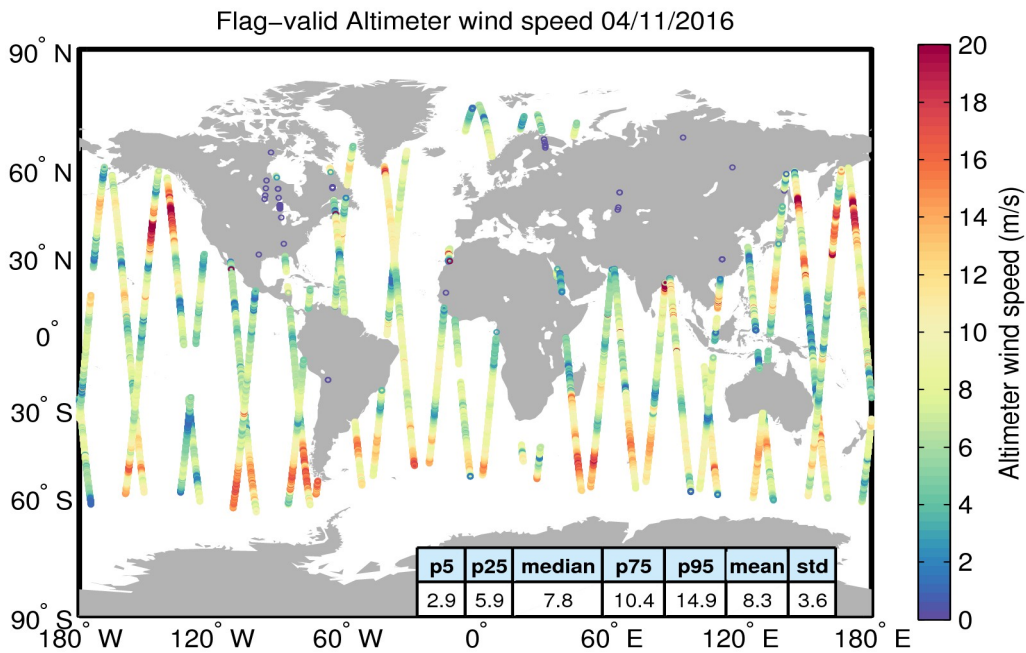 Flag−valid Altimeter wind speed 04/11/2016
90° N
60° N
30° N
0°
30° S
60° S
90° S
180° W
120° W
60° W
0°
60° E
120° E
180° E
p5 p25 median p75 p95 mean std
2.9 5.9 7.8 10.4 14.9 8.3 3.6
20
18
16
14
12
10
8
6
4
2
0
Altimeter wind speed (m/s)